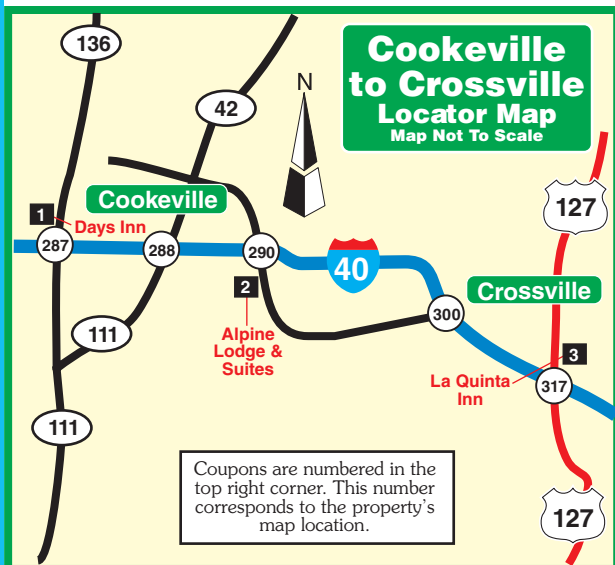 Cookeville
to Crossville
Locator Map
Map Not To Scale
136
42
N
127
Cookeville
1
Days Inn
287
288
290
40
Crossville
2
300
111
Alpine
Lodge &
Suites
3
La Quinta
Inn
317
111
Coupons are numbered in the
top right corner. This number
corresponds to the property's
map location.
127